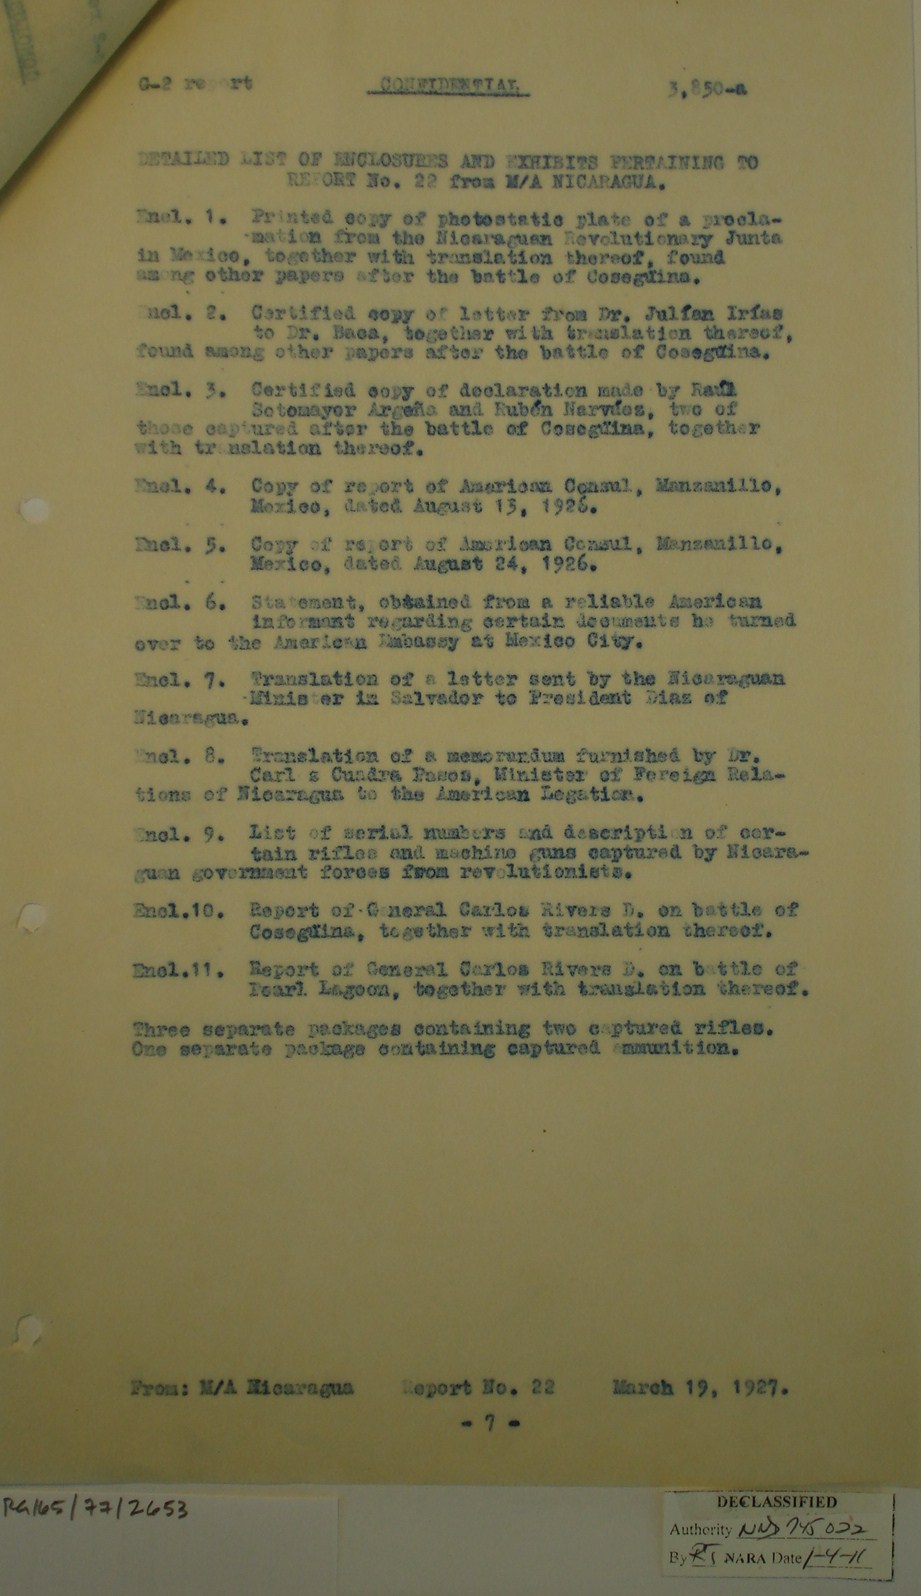 G-2 report CONFIDENTIAL 3,850-a
DETAILED LIST OF ENCLOSURES AND EXHIBITS PERTAINING TO
REPORT No. 22 from M/A NICARAGUA.
Encl. 1. Printed copy of photostatic plate of a procla-
mation from the Nicaraguan Revolutionary Junta
in Mexico, together with translation thereof, found
among other papers after the battle of Cosegüina.
Encl. 2. Certified copy of letter from Dr. Julián Irías
to Dr. Baca, together with translation thereof,
found among other papers after the battle of Cosegüina.
Encl. 3. Certified copy of declaration made by Raúl
Sotomayor Argeña and Rubén Narváez, two of
those captured after the battle of Cosegüina, together
with translation thereof.
Encl. 4. Copy of report of American Consul, Manzanillo,
Mexico, dated August 13, 1926.
Encl. 5. Copy of report of American Consul, Manzanillo,
Mexico, dated August 24, 1926.
Encl. 6. Statement, obtained from a reliable American
informant regarding certain documents he turned
over to the American Embassy at Mexico City.
Encl. 7. Translation of a letter sent by the Nicaraguan
Minister in Salvador to President Diaz of
Nicaragua.
Encl. 8. Translation of a memorandum furnished by Dr.
Carlos Cuadra Pasos, Minister of Foreign Rela-
tions of Nicaragua to the American Legation.
Encl. 9. List of serial numbers and description of cer-
tain rifles and machine guns captured by Nicara-
guan government forces from revolutionists.
Encl.10. Report of General Carlos Rivers D. on battle of
Cosegüina, together with translation thereof.
Encl.11. Report of General Carlos Rivers D. on battle of
Pearl Lagoon, together with translation thereof.
Three separate packages containing two captured rifles.
One separate package containing captured ammunition.
From: M/A Nicaragua Report No. 22 March 19, 1927.
- 7 -
RG165/77/2653
DECLASSIFIED
Authority NND 745022
By RT NARA Date 1-4-11